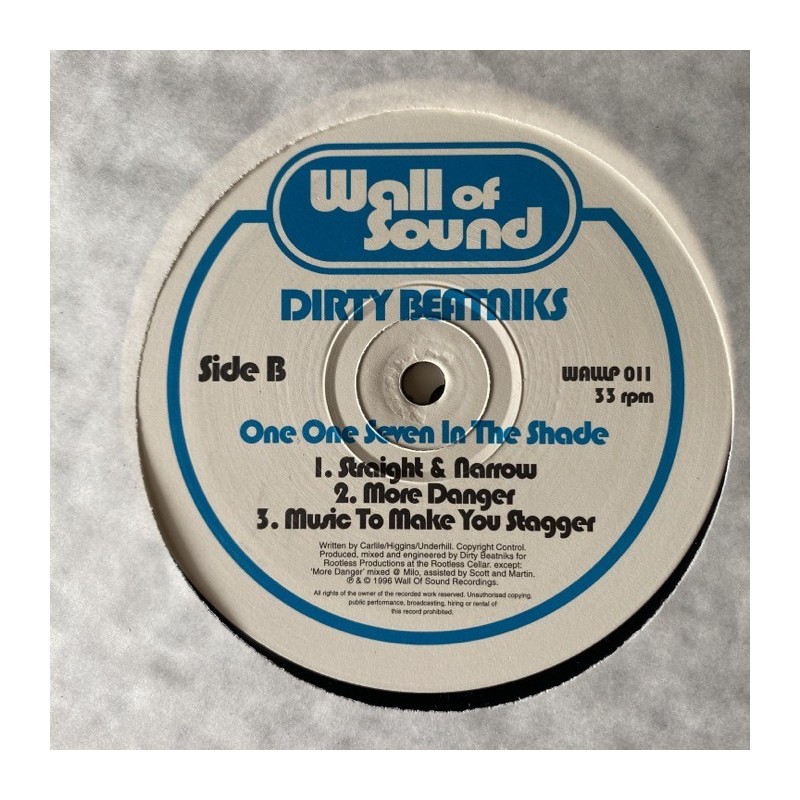 Wall of
Sound
DIRTY BEATNIKS
Side B
WALLP 011
33 rpm
One One Seven In The Shade
1. Straight & Narrow
2. More Danger
3. Music To Make You Stagger
Written by Carlile/Higgins/Underhill. Copyright Control.
Produced, mixed and engineered by Dirty Beatniks for
Rootless Productions at the Rootless Cellar. except:
'More Danger' mixed @ Milo, assisted by Scott and Martin.
℗ & © 1996 Wall Of Sound Recordings.
All rights of the owner of the recorded work reserved. Unauthorised copying,
public performance, broadcasting, hiring or rental of
this record prohibited.